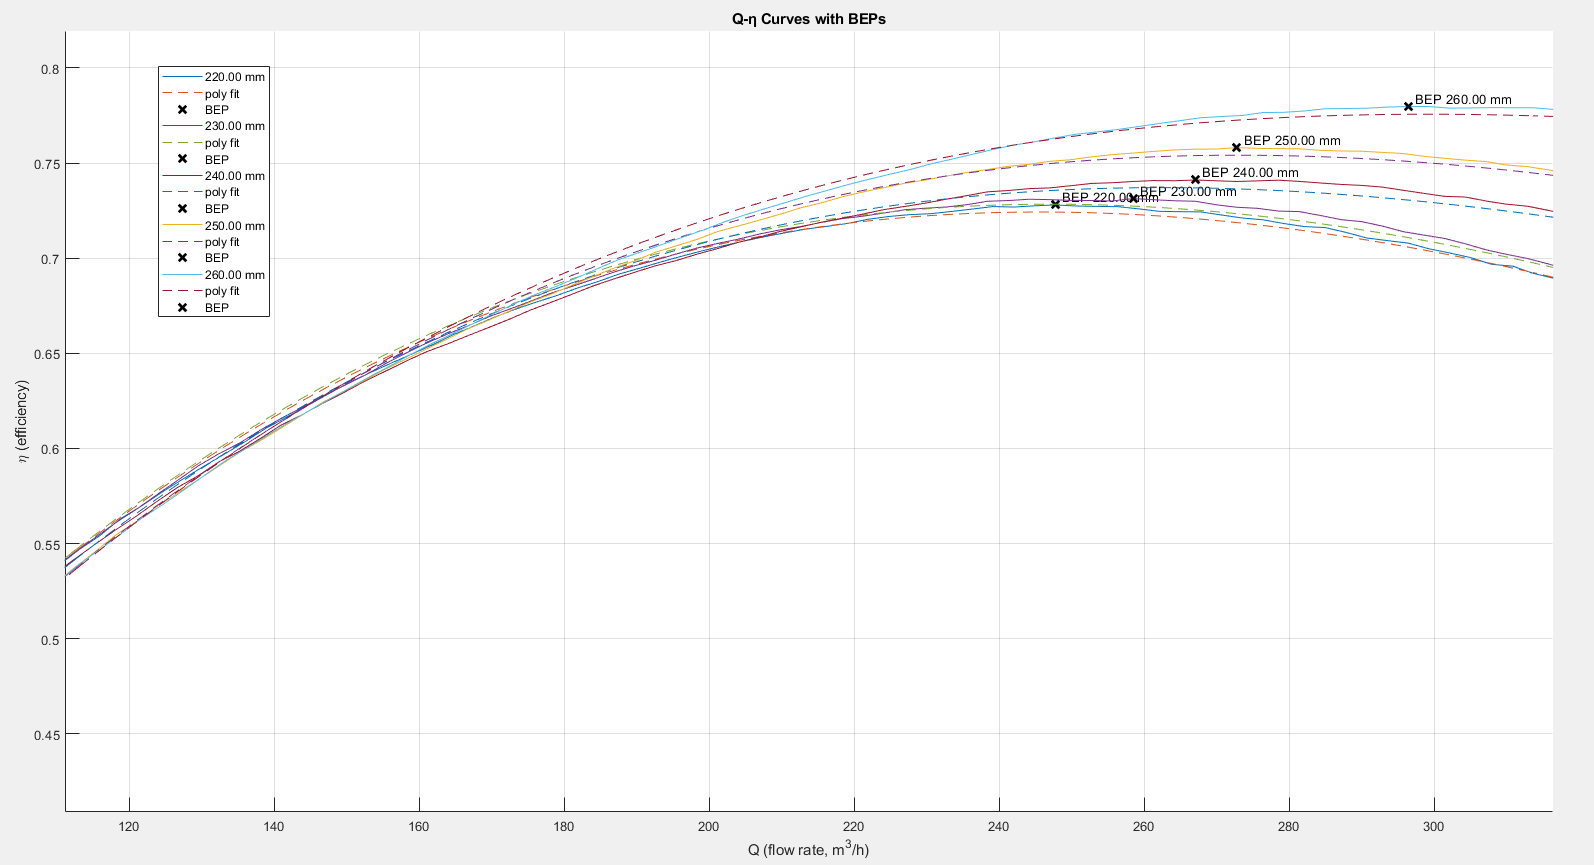 Q-η Curves with BEPs
0.8
0.75
0.7
0.65
0.6
0.55
0.5
0.45
η (efficiency)
220.00 mm
poly fit
BEP
230.00 mm
poly fit
BEP
240.00 mm
poly fit
BEP
250.00 mm
poly fit
BEP
260.00 mm
poly fit
BEP
BEP 260.00 mm
BEP 250.00 mm
BEP 240.00 mm
BEP 230.00 mm
BEP 220.00 mm
120 140 160 180 200 220 240 260 280 300
Q (flow rate, m³/h)